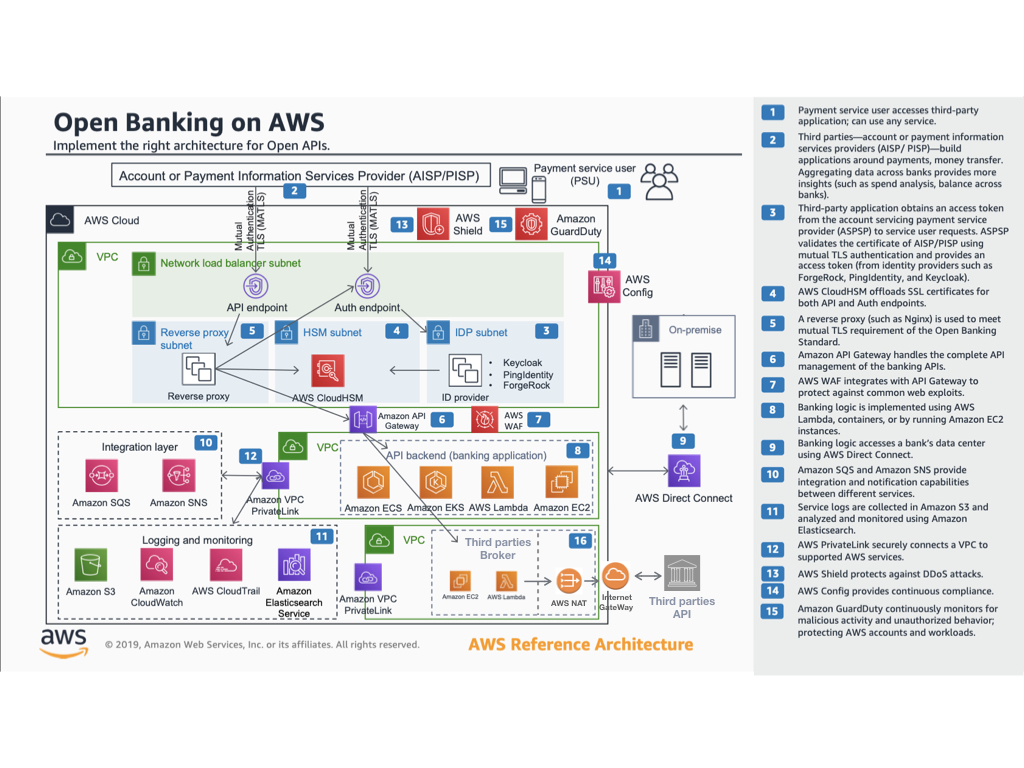 Open Banking on AWS
Implement the right architecture for Open APIs.
Account or Payment Information Services Provider (AISP/PISP)
Payment service user
(PSU)
1
2
AWS Cloud
Mutual
Authentication
TLS (MATLS)
Mutual
Authentication
TLS (MATLS)
13
AWS
Shield
15
Amazon
GuardDuty
VPC
Network load balancer subnet
14
AWS
Config
API endpoint
Auth endpoint
Reverse proxy
subnet
5
HSM subnet
4
IDP subnet
3
On-premise
Keycloak
PingIdentity
ForgeRock
Reverse proxy
AWS CloudHSM
ID provider
Amazon API
Gateway
6
AWS
WAF
7
Integration layer
10
12
VPC
API backend (banking application)
8
9
Amazon SQS
Amazon SNS
Amazon VPC
PrivateLink
Amazon ECS
Amazon EKS
AWS Lambda
Amazon EC2
AWS Direct Connect
Logging and monitoring
11
VPC
Third parties
Broker
16
Amazon S3
Amazon
CloudWatch
AWS CloudTrail
Amazon
Elasticsearch
Service
Amazon VPC
PrivateLink
Amazon EC2
AWS Lambda
AWS NAT
Internet
GateWay
Third parties
API
aws
© 2019, Amazon Web Services, Inc. or its affiliates. All rights reserved.
AWS Reference Architecture
1
Payment service user accesses third-party
application; can use any service.
2
Third parties—account or payment information
services providers (AISP/ PISP)—build
applications around payments, money transfer.
Aggregating data across banks provides more
insights (such as spend analysis, balance across
banks).
3
Third-party application obtains an access token
from the account servicing payment service
provider (ASPSP) to service user requests. ASPSP
validates the certificate of AISP/PISP using
mutual TLS authentication and provides an
access token (from identity providers such as
ForgeRock, PingIdentity, and Keycloak).
4
AWS CloudHSM offloads SSL certificates for
both API and Auth endpoints.
5
A reverse proxy (such as Nginx) is used to meet
mutual TLS requirement of the Open Banking
Standard.
6
Amazon API Gateway handles the complete API
management of the banking APIs.
7
AWS WAF integrates with API Gateway to
protect against common web exploits.
8
Banking logic is implemented using AWS
Lambda, containers, or by running Amazon EC2
instances.
9
Banking logic accesses a bank's data center
using AWS Direct Connect.
10
Amazon SQS and Amazon SNS provide
integration and notification capabilities
between different services.
11
Service logs are collected in Amazon S3 and
analyzed and monitored using Amazon
Elasticsearch.
12
AWS PrivateLink securely connects a VPC to
supported AWS services.
13
AWS Shield protects against DDoS attacks.
14
AWS Config provides continuous compliance.
15
Amazon GuardDuty continuously monitors for
malicious activity and unauthorized behavior;
protecting AWS accounts and workloads.